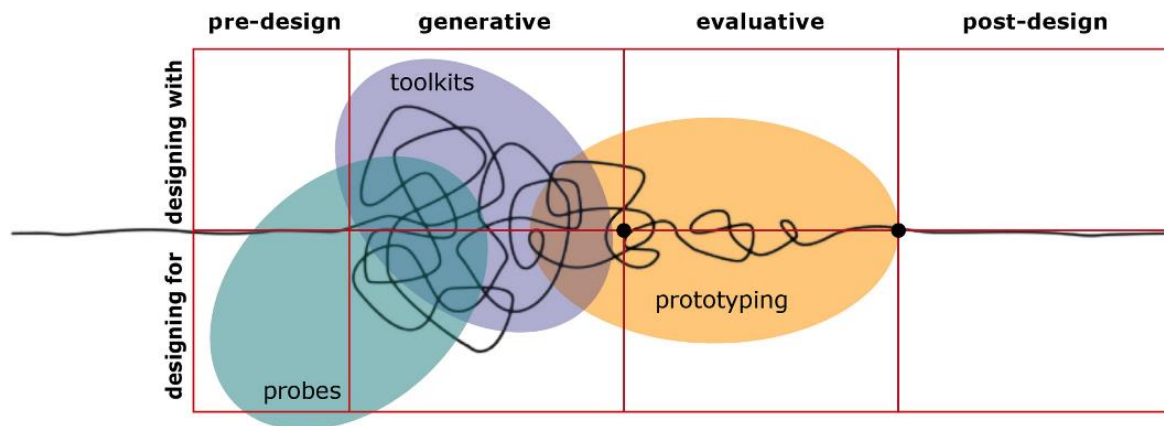 pre-design
generative
evaluative
post-design
designing with
designing for
toolkits
prototyping
probes